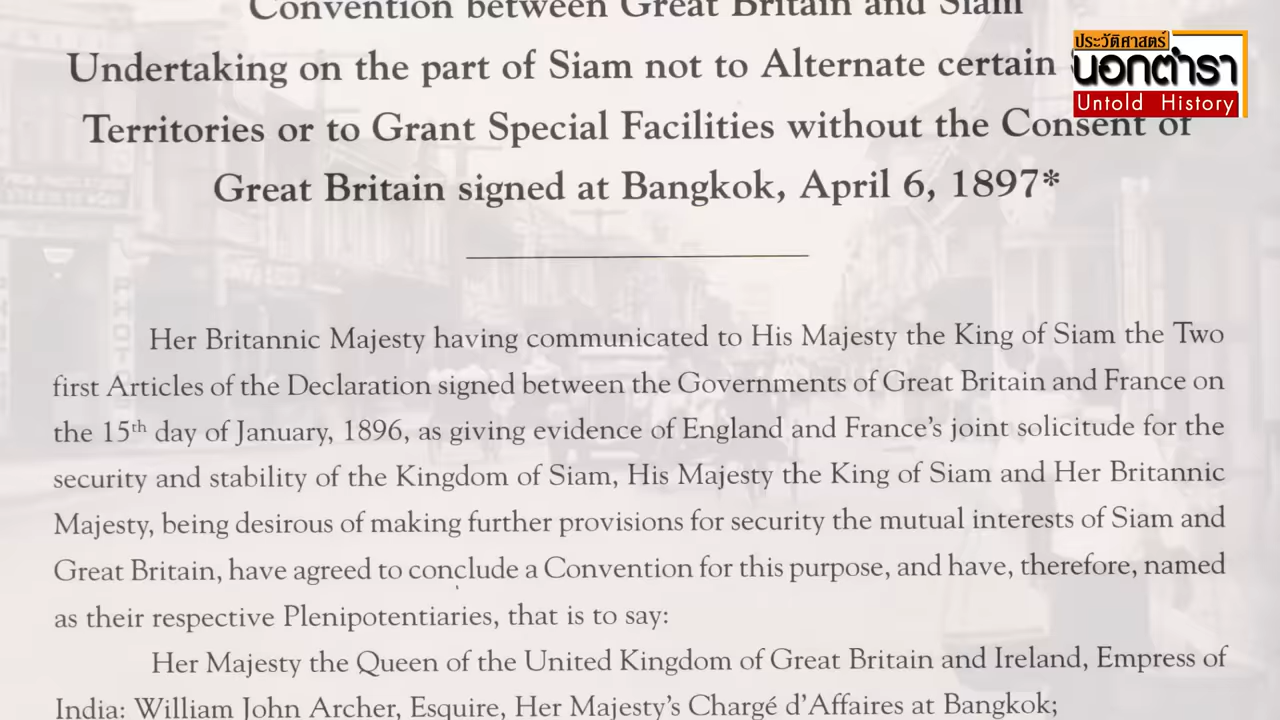 Convention between Great Britain and Siam
Undertaking on the part of Siam not to Alternate certain
Territories or to Grant Special Facilities without the Consent of
Great Britain signed at Bangkok, April 6, 1897*
ประวัติศาสตร์
นอกตำรา
Untold History
Her Britannic Majesty having communicated to His Majesty the King of Siam the Two
first Articles of the Declaration signed between the Governments of Great Britain and France on
the 15th day of January, 1896, as giving evidence of England and France's joint solicitude for the
security and stability of the Kingdom of Siam, His Majesty the King of Siam and Her Britannic
Majesty, being desirous of making further provisions for security the mutual interests of Siam and
Great Britain, have agreed to conclude a Convention for this purpose, and have, therefore, named
as their respective Plenipotentiaries, that is to say:
Her Majesty the Queen of the United Kingdom of Great Britain and Ireland, Empress of
India: William John Archer, Esquire, Her Majesty's Chargé d'Affaires at Bangkok;